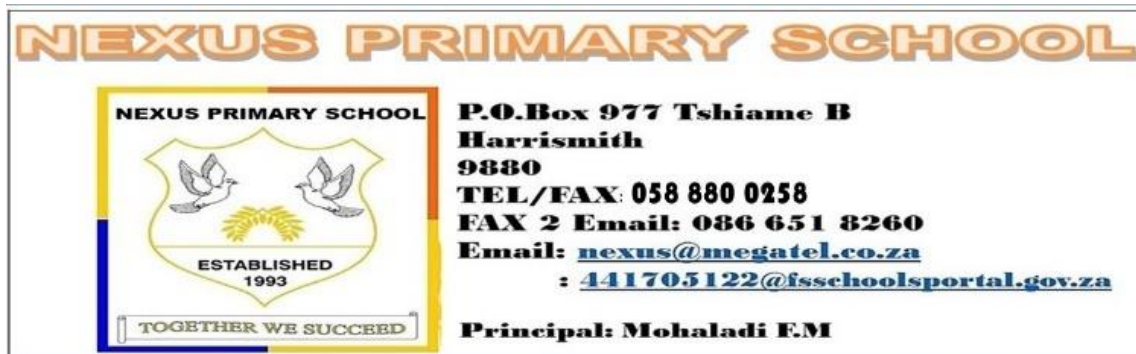 NEXUS PRIMARY SCHOOL
NEXUS PRIMARY SCHOOL
ESTABLISHED
1993
TOGETHER WE SUCCEED
P.O.Box 977 Tshiame B
Harrismith
9880
TEL/FAX: 058 880 0258
FAX 2 Email: 086 651 8260
Email: nexus@megatel.co.za
: 441705122@fsschoolsportal.gov.za
Principal: Mohaladi F.M